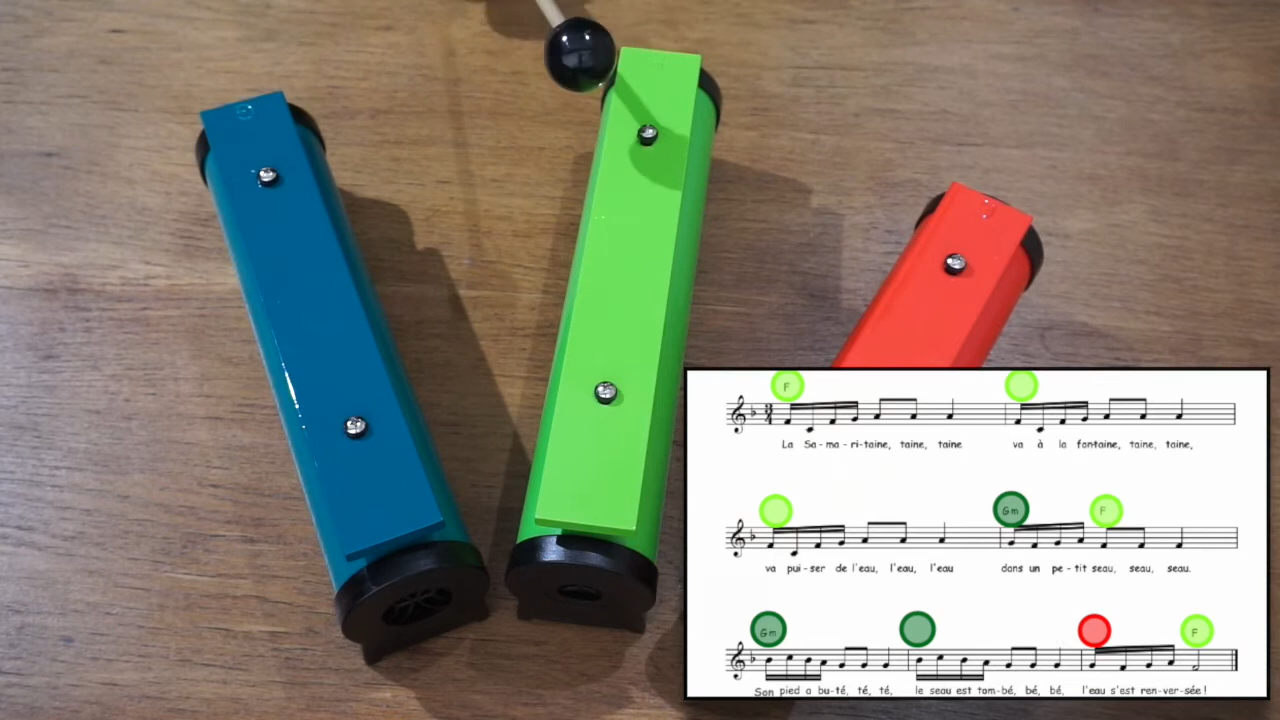 F
La Sa-ma-ri-taine, taine, taine va à la fontaine, taine, taine,
Gm F
va pui-ser de l'eau, l'eau, l'eau dans un pe-tit seau, seau, seau.
Gm F
Son pied a bu-té, té, té, le seau est tom-bé, bé, bé, l'eau s'est ren-ver-sée!